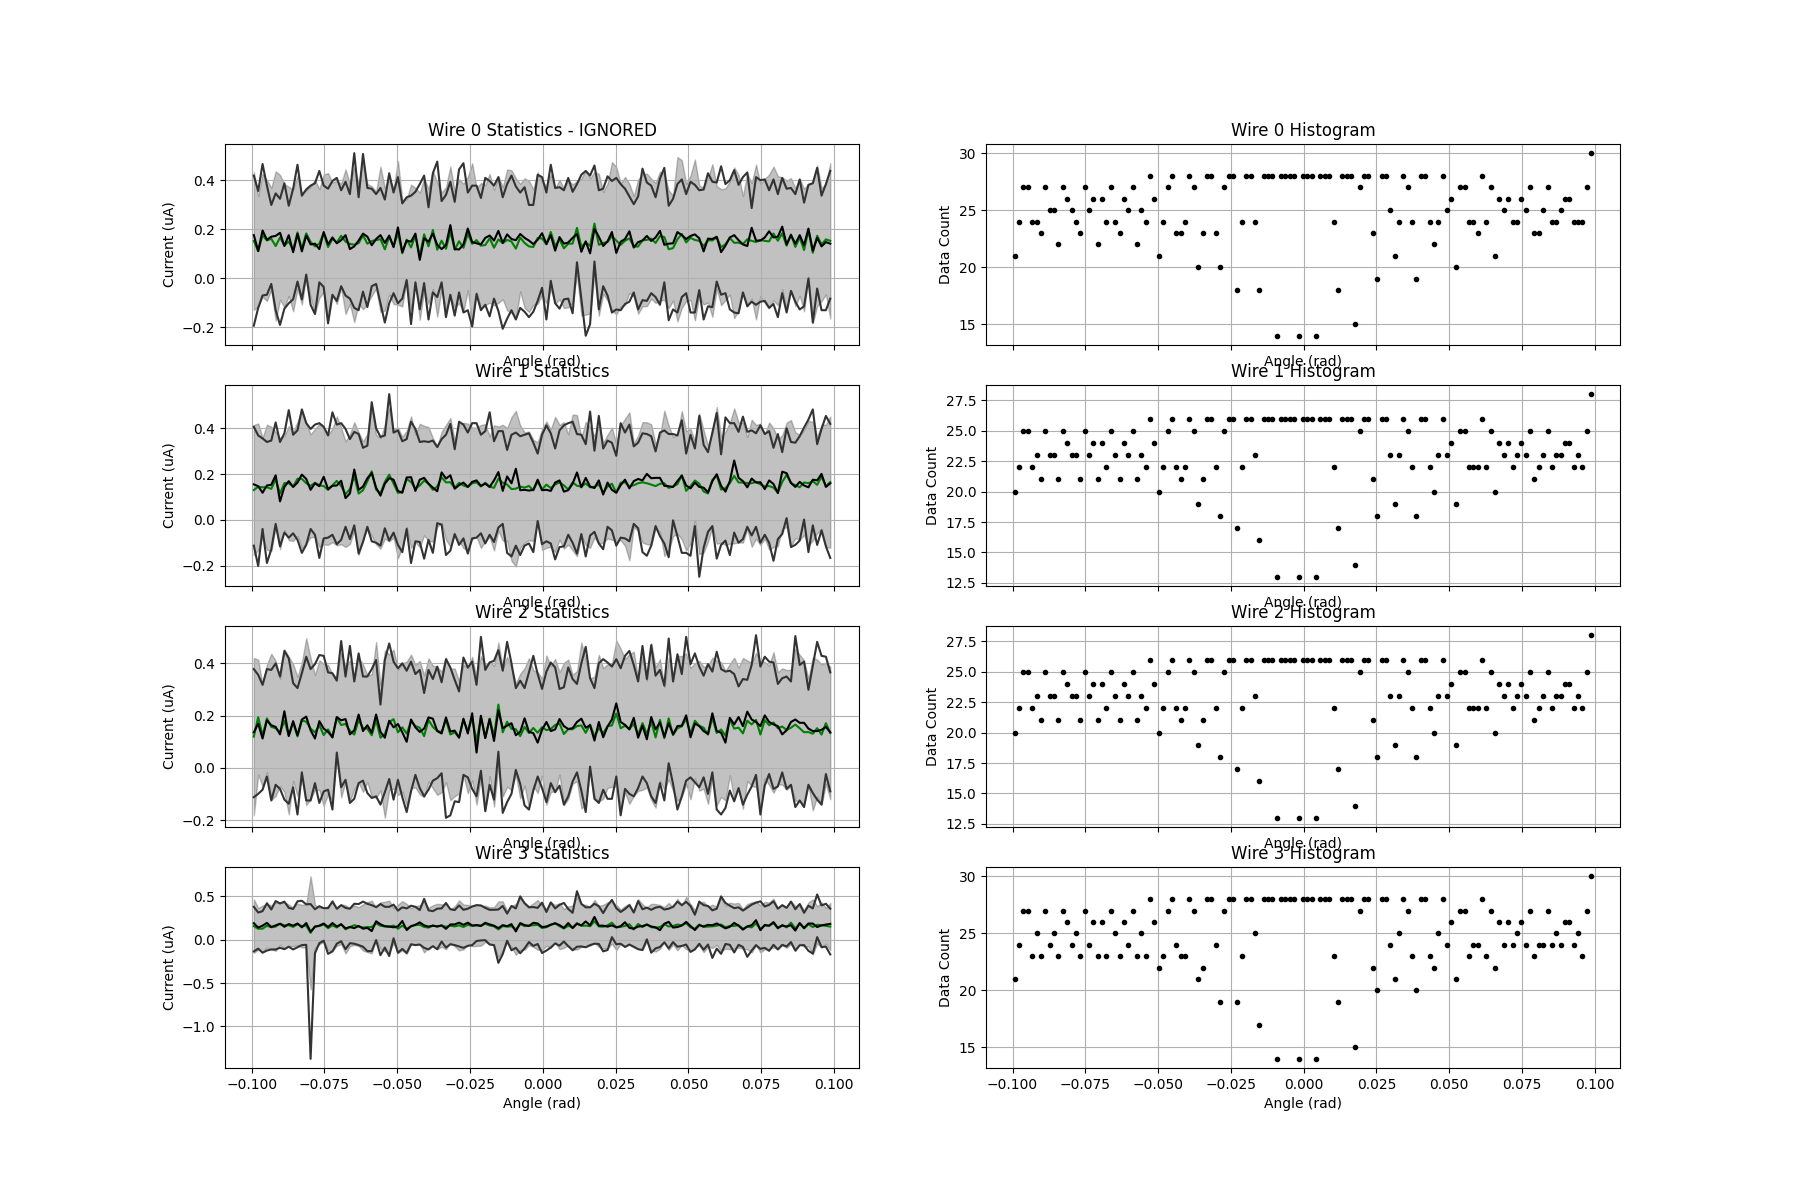 Wire 0 Statistics - IGNORED
Current (uA)
0.4
0.2
0.0
−0.2
Angle (rad)
Wire 0 Histogram
Data Count
30
25
20
15
Angle (rad)
Wire 1 Statistics
Current (uA)
0.4
0.2
0.0
−0.2
Angle (rad)
Wire 1 Histogram
Data Count
27.5
25.0
22.5
20.0
17.5
15.0
12.5
Angle (rad)
Wire 2 Statistics
Current (uA)
0.4
0.2
0.0
−0.2
Angle (rad)
Wire 2 Histogram
Data Count
27.5
25.0
22.5
20.0
17.5
15.0
12.5
Angle (rad)
Wire 3 Statistics
Current (uA)
0.5
0.0
−0.5
−1.0
−0.100 −0.075 −0.050 −0.025 0.000 0.025 0.050 0.075 0.100
Angle (rad)
Wire 3 Histogram
Data Count
30
25
20
15
−0.100 −0.075 −0.050 −0.025 0.000 0.025 0.050 0.075 0.100
Angle (rad)